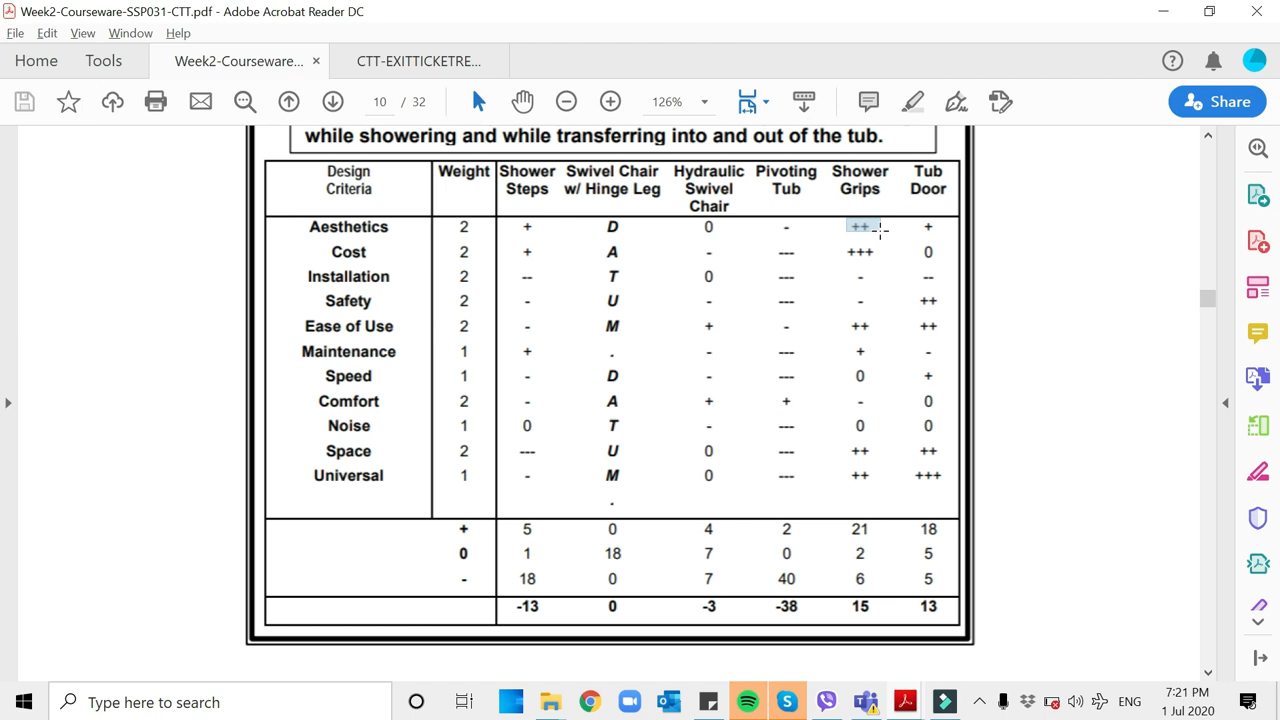 Week2-Courseware-SSP031-CTT.pdf - Adobe Acrobat Reader DC
File Edit View Window Help
Home Tools Week2-Courseware... × CTT-EXITTICKETRE...
10 / 32 126% Share
while showering and while transferring into and out of the tub.
Design Criteria Weight Shower Steps Swivel Chair w/ Hinge Leg Hydraulic Swivel Chair Pivoting Tub Shower Grips Tub Door
Aesthetics 2 + D 0 - ++ +
Cost 2 + A - --- +++ 0
Installation 2 -- T 0 --- - --
Safety 2 - U - --- - ++
Ease of Use 2 - M + - ++ ++
Maintenance 1 + . - --- + -
Speed 1 - D - --- 0 +
Comfort 2 - A + + - 0
Noise 1 0 T - --- 0 0
Space 2 --- U 0 --- ++ ++
Universal 1 - M 0 --- ++ +++
.
+ 5 0 4 2 21 18
0 1 18 7 0 2 5
- 18 0 7 40 6 5
-13 0 -3 -38 15 13
Type here to search
ENG
7:21 PM
1 Jul 2020